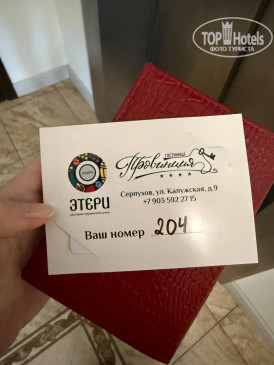 TOP Hotels
ФОТО ТУРИСТА
ЭТЕРИ
ГОСТИНИЦА
Провинция
Серпухов, ул. Калужская, д.9
+7 903 592 27 15
Ваш номер 204